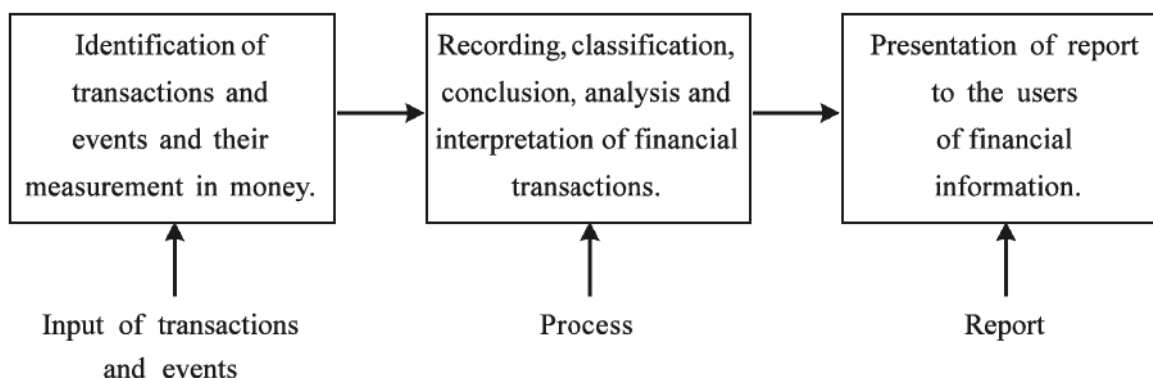 Identification of
transactions and
events and their
measurement in money.
Recording, classification,
conclusion, analysis and
interpretation of financial
transactions.
Presentation of report
to the users
of financial
information.
Input of transactions
and events
Process
Report